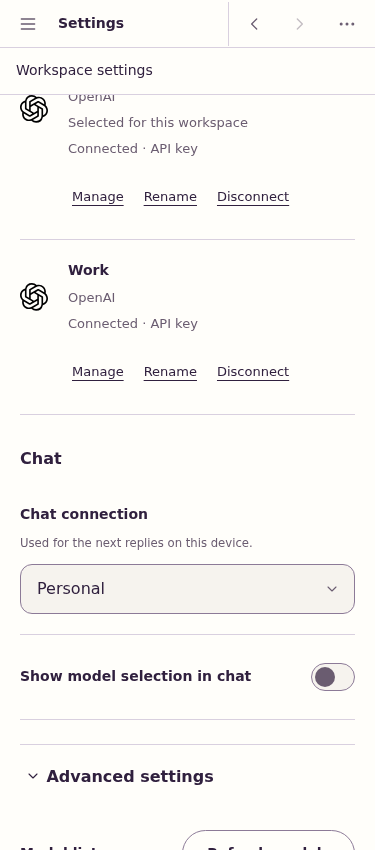 Settings
Workspace settings
OpenAI
Selected for this workspace
Connected · API key
Manage Rename Disconnect
Work
OpenAI
Connected · API key
Manage Rename Disconnect
Chat
Chat connection
Used for the next replies on this device.
Personal
Show model selection in chat
Advanced settings